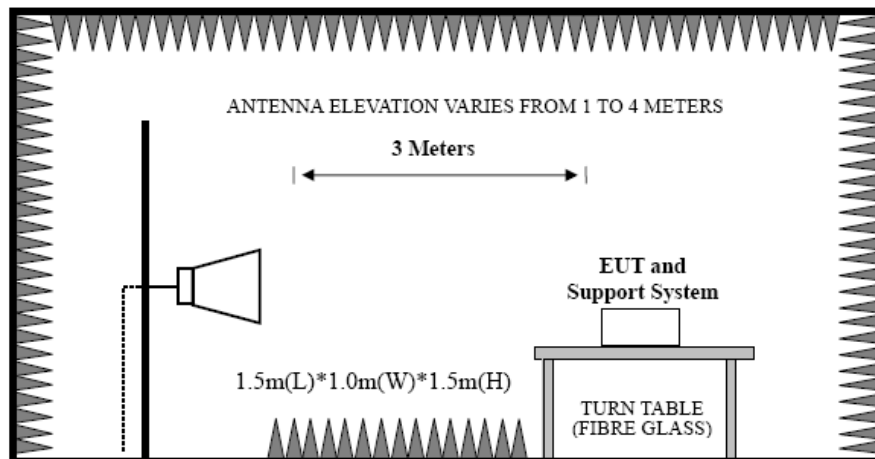 ANTENNA ELEVATION VARIES FROM 1 TO 4 METERS
3 Meters
EUT and
Support System
1.5m(L)*1.0m(W)*1.5m(H)
TURN TABLE
(FIBRE GLASS)